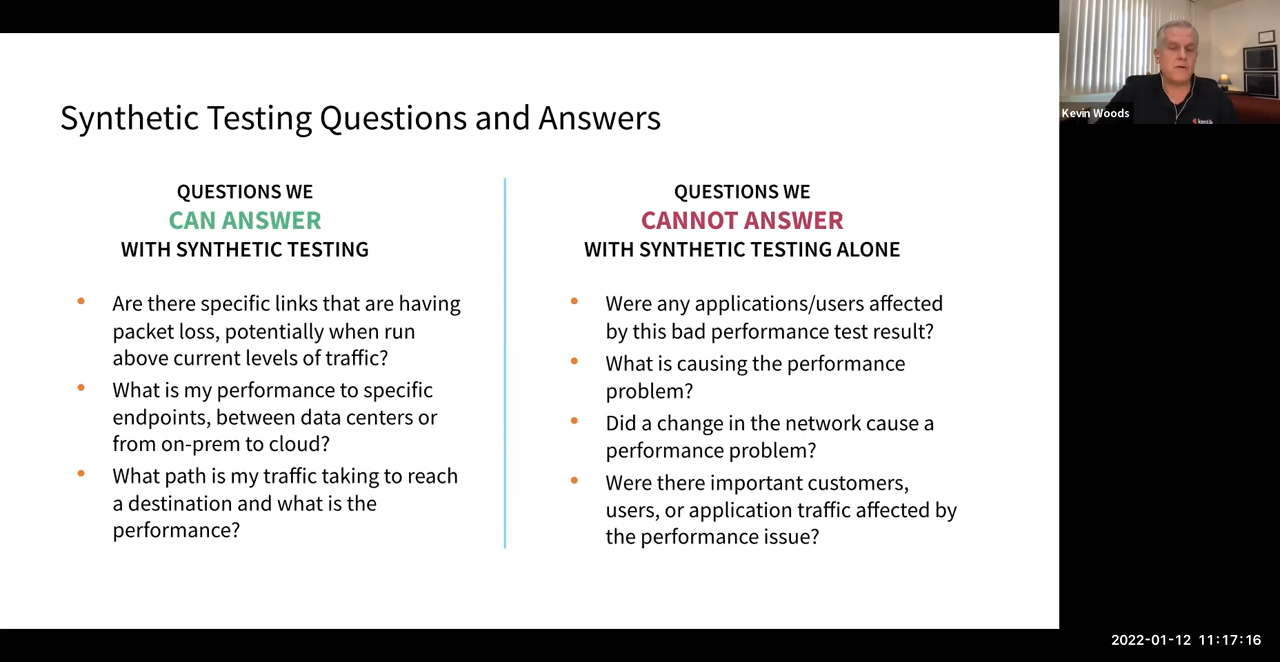 Synthetic Testing Questions and Answers
QUESTIONS WE
CAN ANSWER
WITH SYNTHETIC TESTING
• Are there specific links that are having
packet loss, potentially when run
above current levels of traffic?
• What is my performance to specific
endpoints, between data centers or
from on-prem to cloud?
• What path is my traffic taking to reach
a destination and what is the
performance?
QUESTIONS WE
CANNOT ANSWER
WITH SYNTHETIC TESTING ALONE
• Were any applications/users affected
by this bad performance test result?
• What is causing the performance
problem?
• Did a change in the network cause a
performance problem?
• Were there important customers,
users, or application traffic affected by
the performance issue?
Kevin Woods
2022-01-12 11:17:16